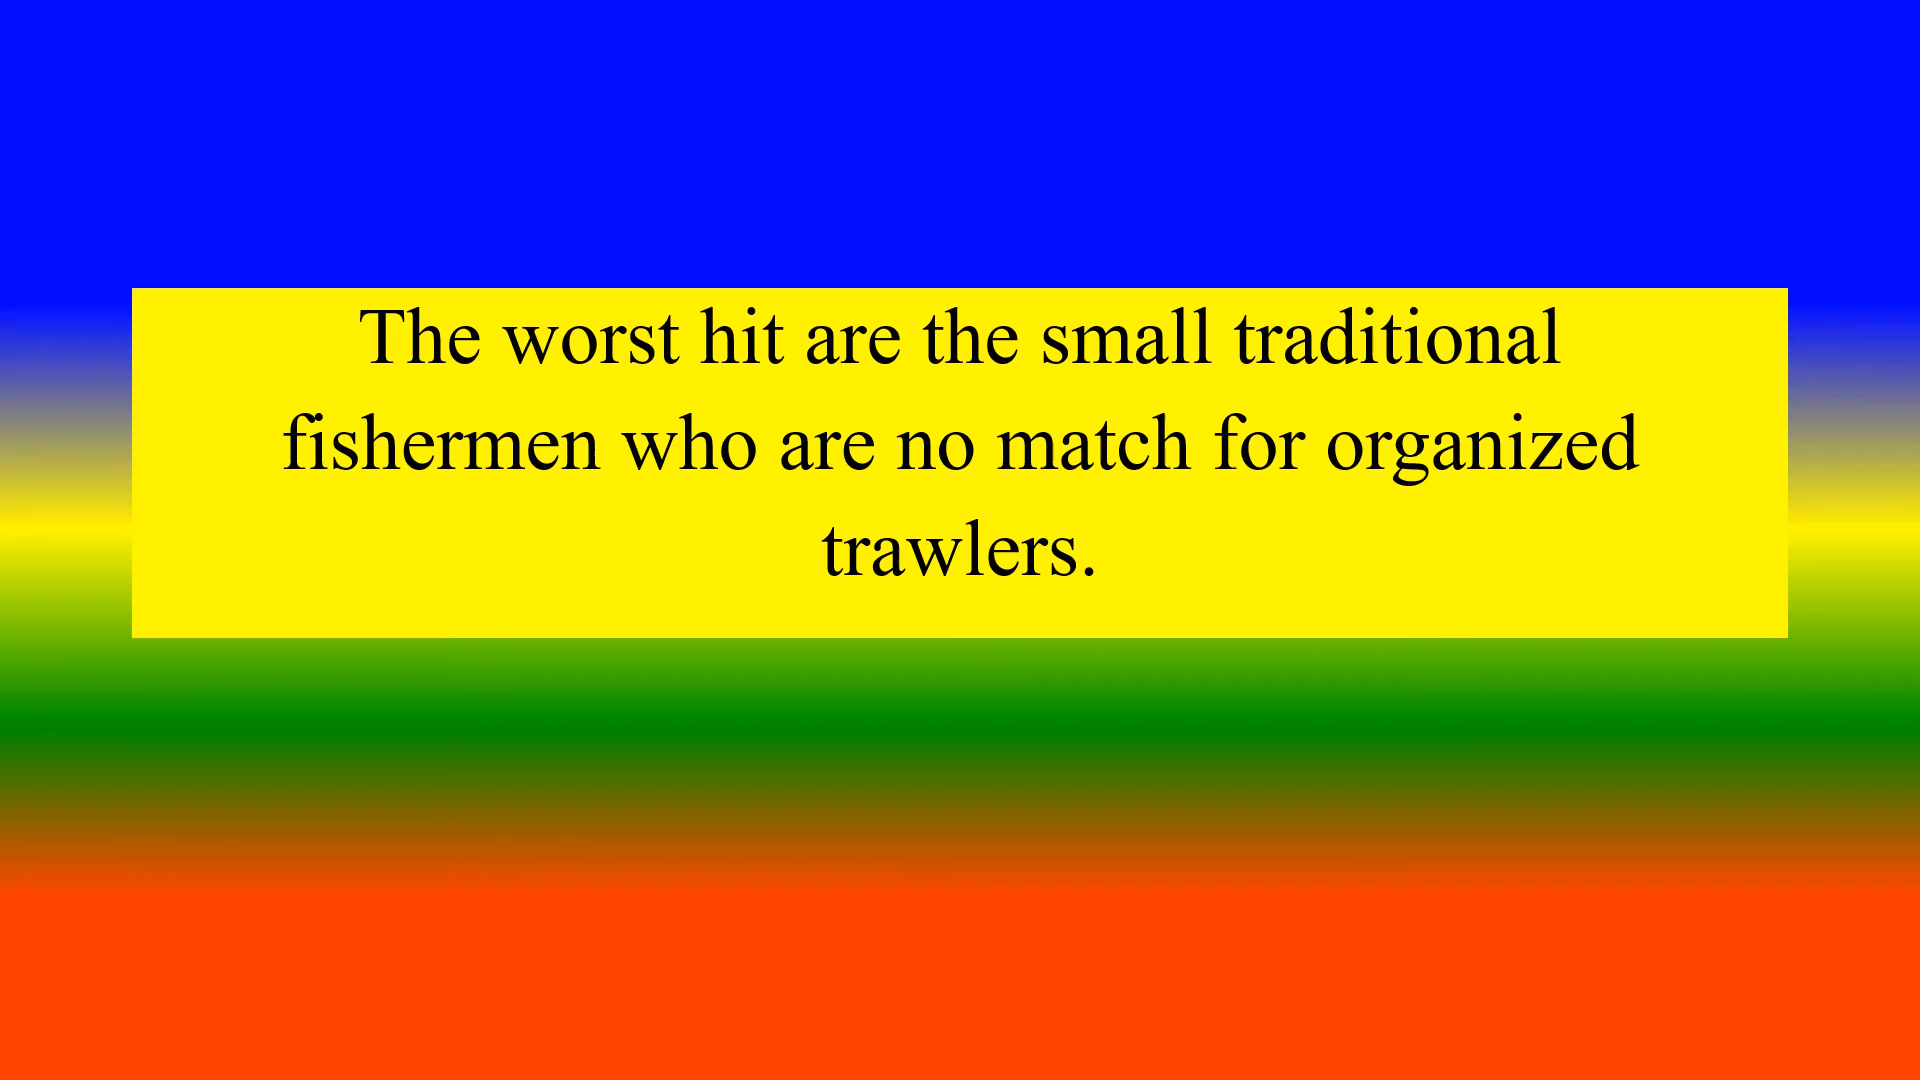 The worst hit are the small traditional
fishermen who are no match for organized
trawlers.